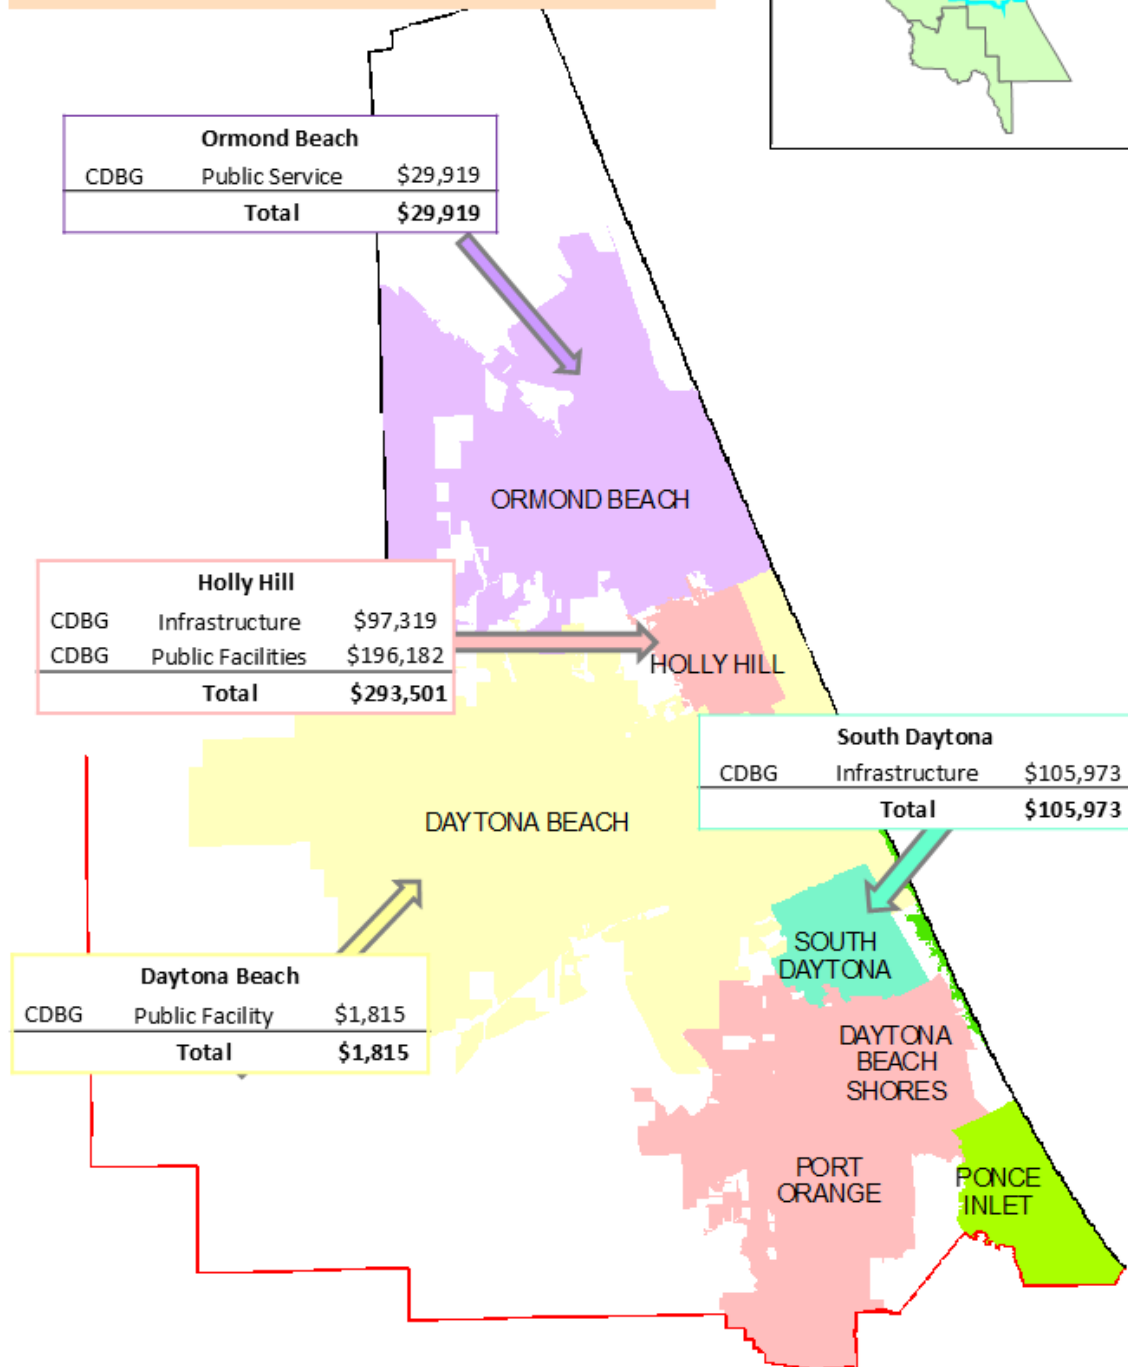 Ormond Beach
CDBG Public Service $29,919
Total $29,919
ORMOND BEACH
Holly Hill
CDBG Infrastructure $97,319
CDBG Public Facilities $196,182
Total $293,501
HOLLY HILL
South Daytona
CDBG Infrastructure $105,973
Total $105,973
DAYTONA BEACH
SOUTH
DAYTONA
Daytona Beach
CDBG Public Facility $1,815
Total $1,815
DAYTONA
BEACH
SHORES
PORT
ORANGE
PONCE
INLET